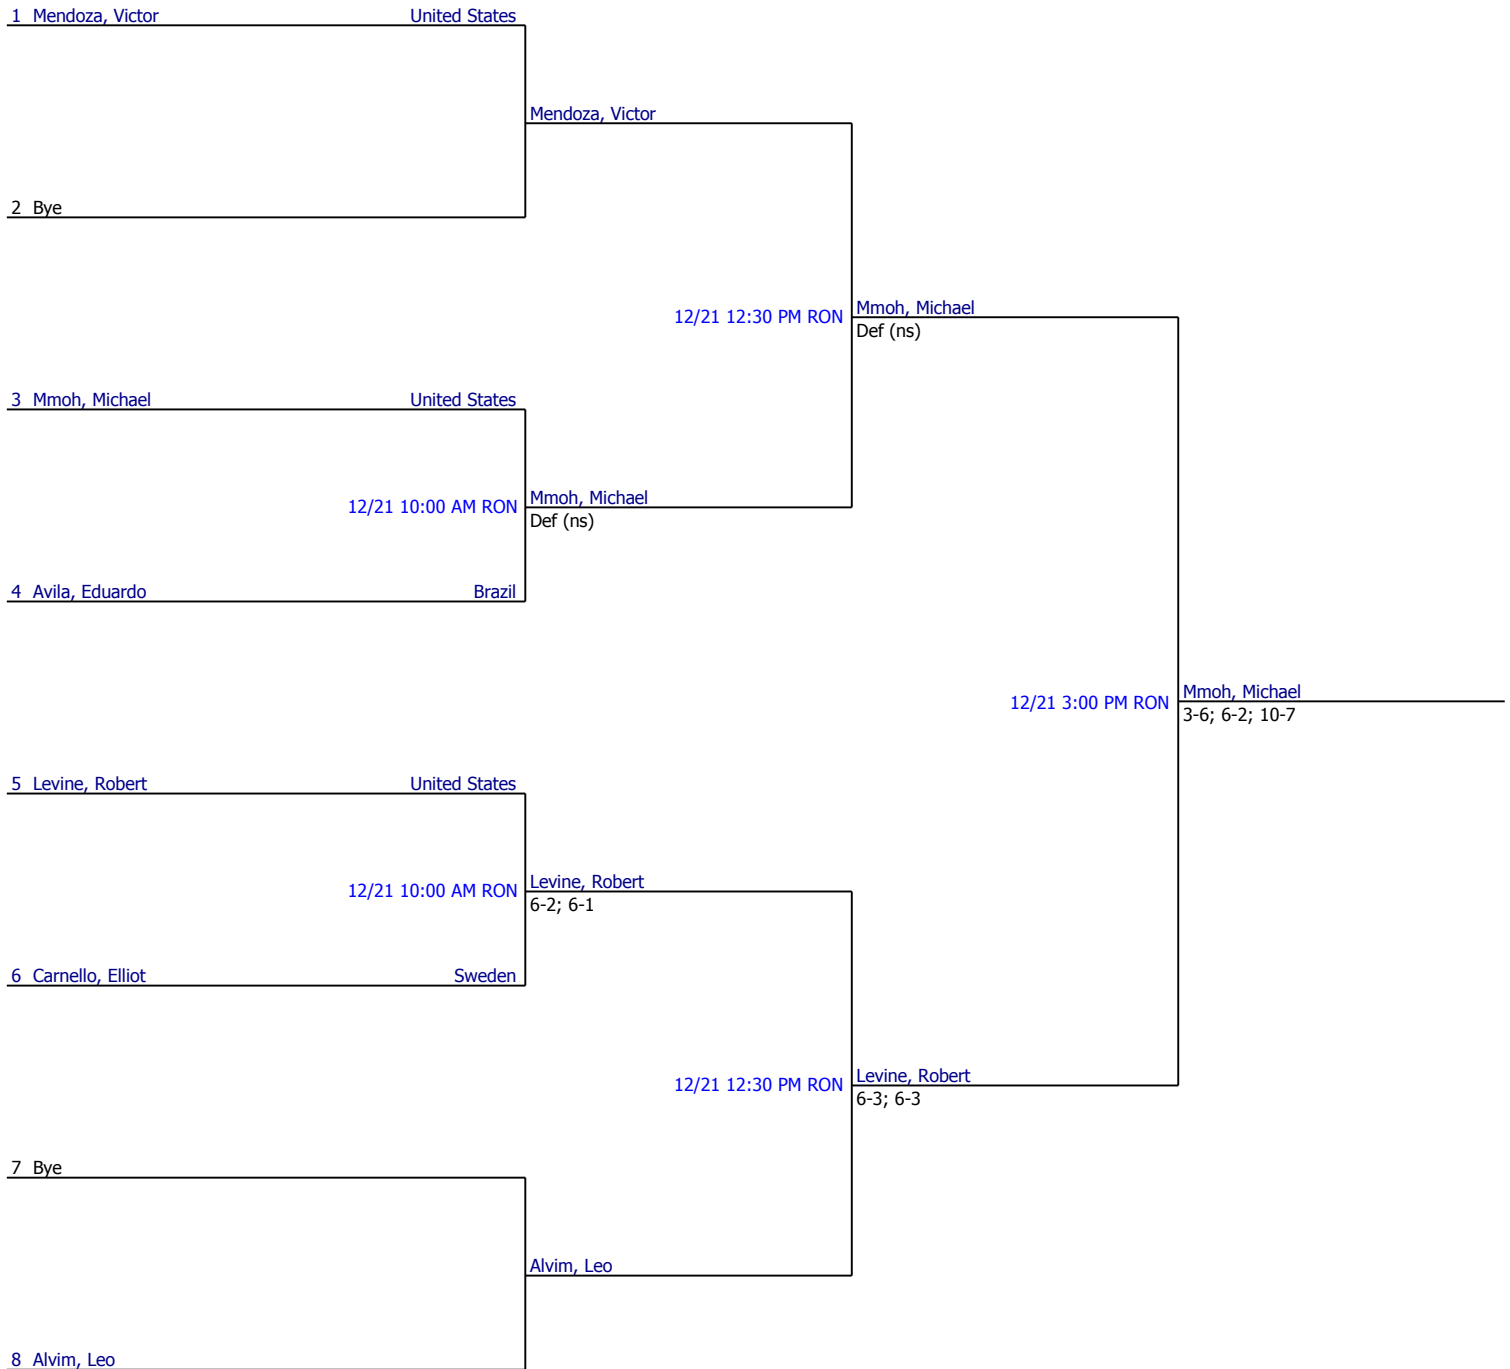 1 Mendoza, Victor United States
Mendoza, Victor
2 Bye
12/21 12:30 PM RON Mmoh, Michael
Def (ns)
3 Mmoh, Michael United States
12/21 10:00 AM RON Mmoh, Michael
Def (ns)
4 Avila, Eduardo Brazil
12/21 3:00 PM RON Mmoh, Michael
3-6; 6-2; 10-7
5 Levine, Robert United States
12/21 10:00 AM RON Levine, Robert
6-2; 6-1
6 Carnello, Elliot Sweden
12/21 12:30 PM RON Levine, Robert
6-3; 6-3
7 Bye
Alvim, Leo
8 Alvim, Leo